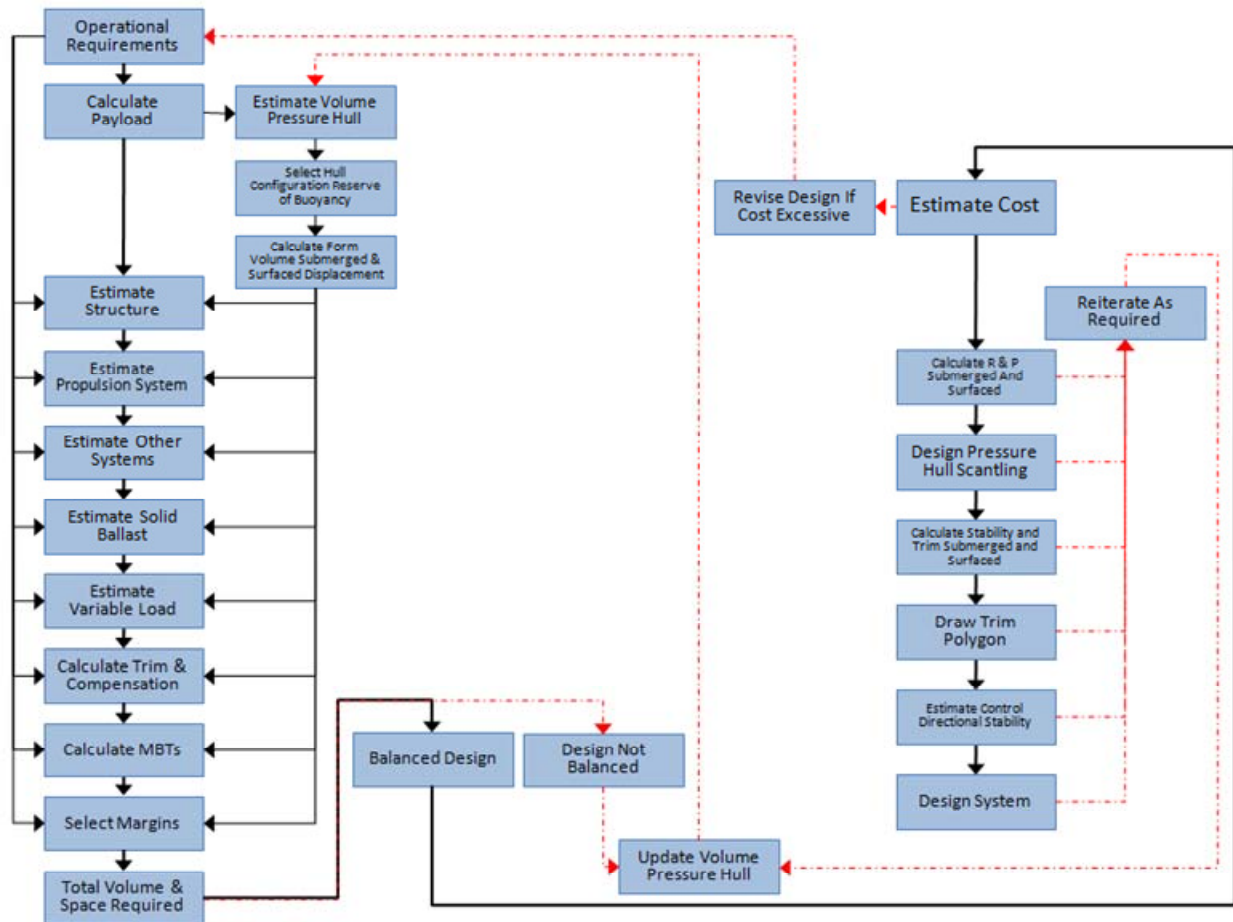 Operational
Requirements
Calculate
Payload
Estimate Volume
Pressure Hull
Select Hull
Configuration Reserve
of Buoyancy
Calculate Form
Volume Submerged &
Surfaced Displacement
Estimate
Structure
Estimate
Propulsion System
Estimate Other
Systems
Estimate Solid
Ballast
Estimate
Variable Load
Calculate Trim &
Compensation
Calculate MBTs
Select Margins
Total Volume &
Space Required
Balanced Design
Design Not
Balanced
Update Volume
Pressure Hull
Revise Design If
Cost Excessive
Estimate Cost
Reiterate As
Required
Calculate R & P
Submerged And
Surfaced
Design Pressure
Hull Scantling
Calculate Stability and
Trim Submerged and
Surfaced
Draw Trim
Polygon
Estimate Control
Directional Stability
Design System